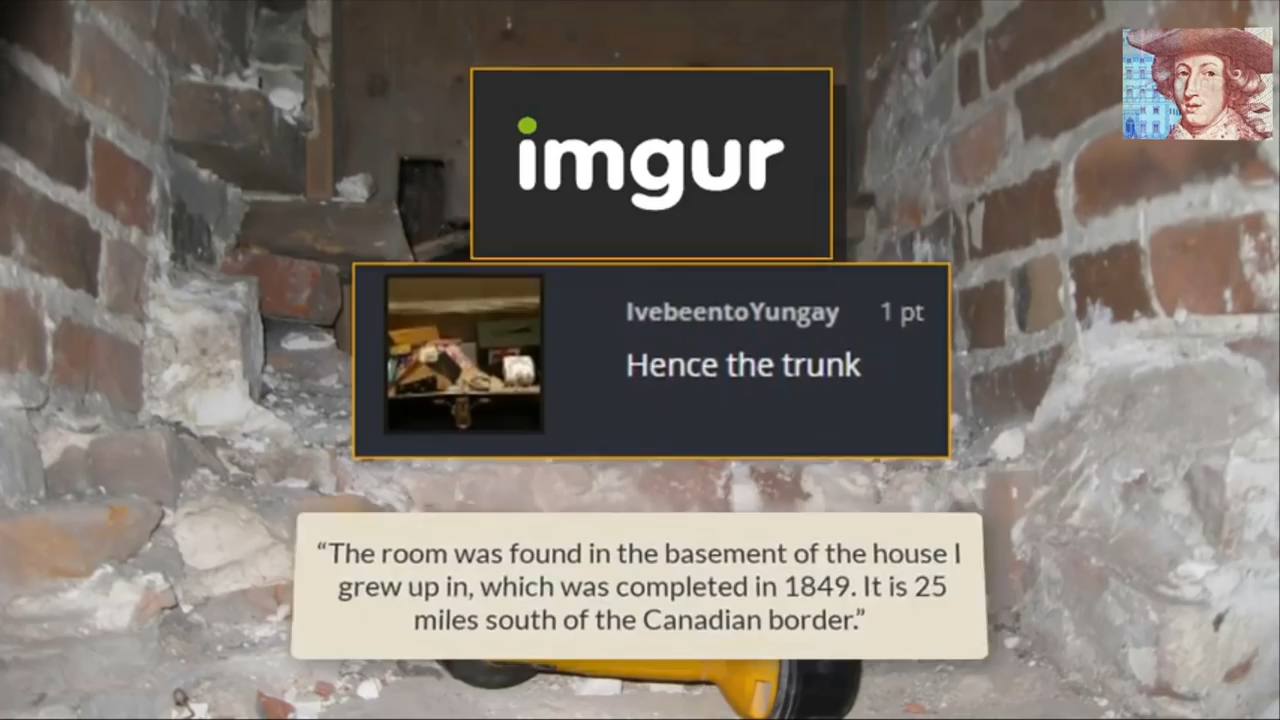 imgur
IvebeentoYungay 1 pt
Hence the trunk
“The room was found in the basement of the house I
grew up in, which was completed in 1849. It is 25
miles south of the Canadian border.”